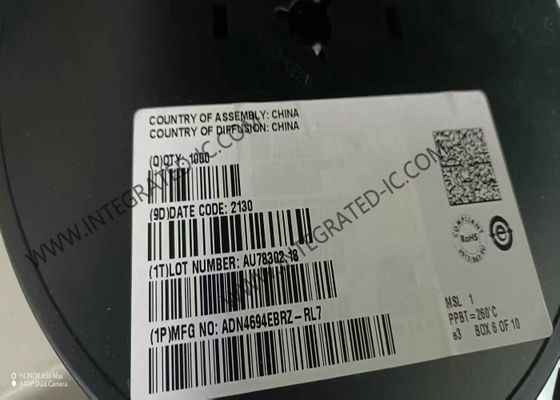 COUNTRY OF ASSEMBLY: CHINA
COUNTRY OF DIFFUSION: CHINA
(Q)QTY: 1000
(9D)DATE CODE: 2130
(1T)LOT NUMBER: AU78302.18
(1P)MFG NO: ADN4694EBRZ-RL7
COMPLIANT
RoHS
e
MSL 1
PPBT=260°C
e3 BOX 6 OF 10
WWW.INTEGRATED-IC.COM
WWW.INTEGRATED-IC.COM
HONOR X30 Max
64MP Dual Camera